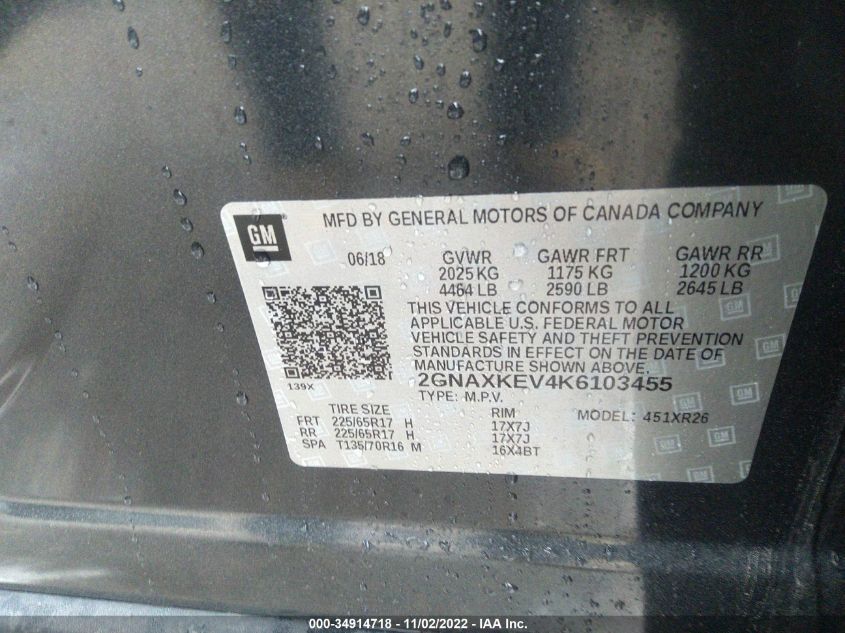 GM
MFD BY GENERAL MOTORS OF CANADA COMPANY
06/18 GVWR GAWR FRT GAWR RR
2025 KG 1175 KG 1200 KG
4464 LB 2590 LB 2645 LB
THIS VEHICLE CONFORMS TO ALL
APPLICABLE U.S. FEDERAL MOTOR
VEHICLE SAFETY AND THEFT PREVENTION
STANDARDS IN EFFECT ON THE DATE OF
MANUFACTURE SHOWN ABOVE.
139X 2GNAXKEV4K6103455
TYPE: M.P.V.
TIRE SIZE RIM MODEL: 451XR26
FRT 225/65R17 H 17X7J
RR 225/65R17 H 17X7J
SPA T135/70R16 M 16X4BT
000-34914718 - 11/02/2022 - IAA Inc.